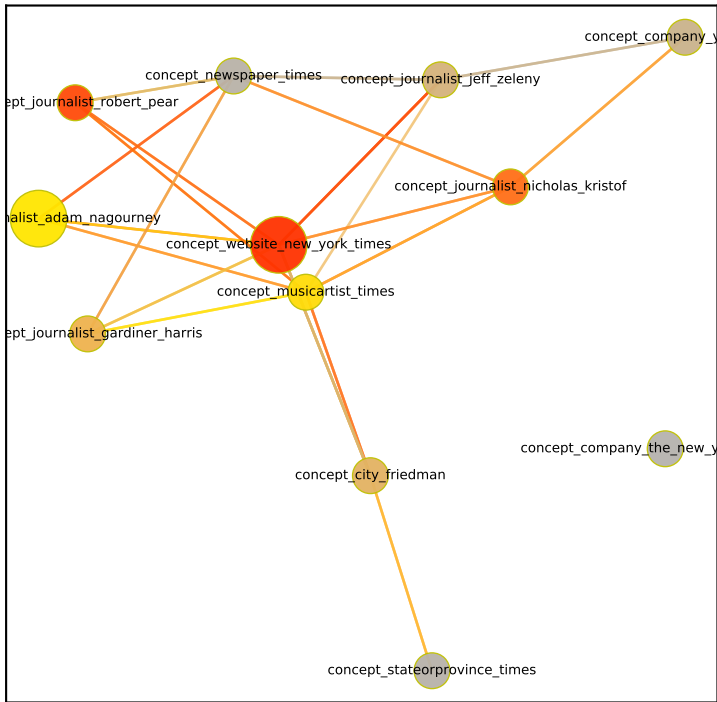 concept_company_y
concept_newspaper_times
concept_journalist_jeff_zeleny
ept_journalist_robert_pear
concept_journalist_nicholas_kristof
nalist_adam_nagourney
concept_website_new_york_times
concept_musicartist_times
ept_journalist_gardiner_harris
concept_company_the_new_y
concept_city_friedman
concept_stateorprovince_times